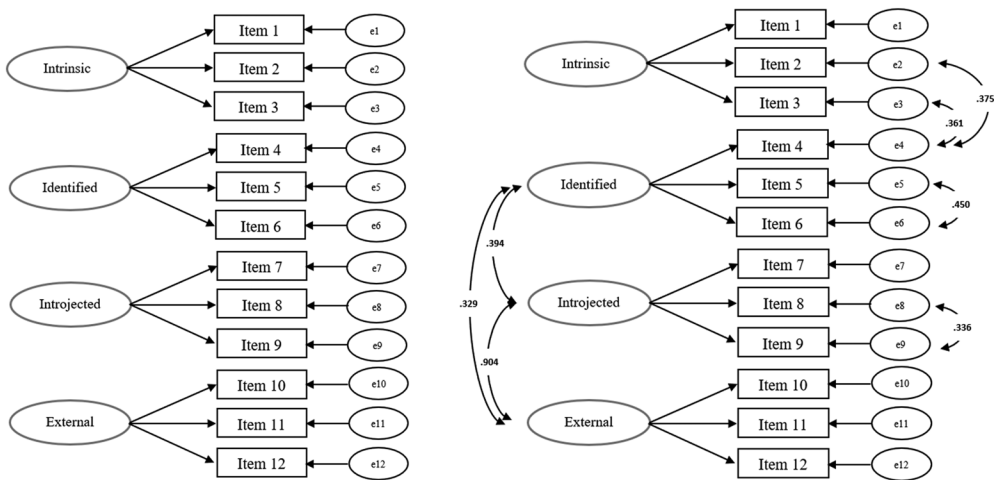 Intrinsic
Item 1
e1
Item 2
e2
Item 3
e3
Identified
Item 4
e4
Item 5
e5
Item 6
e6
Introjected
Item 7
e7
Item 8
e8
Item 9
e9
External
Item 10
e10
Item 11
e11
Item 12
e12
Intrinsic
Item 1
e1
Item 2
e2
Item 3
e3
.375
.361
Identified
Item 4
e4
Item 5
e5
Item 6
e6
.450
.394
.329
.904
Introjected
Item 7
e7
Item 8
e8
Item 9
e9
.336
External
Item 10
e10
Item 11
e11
Item 12
e12